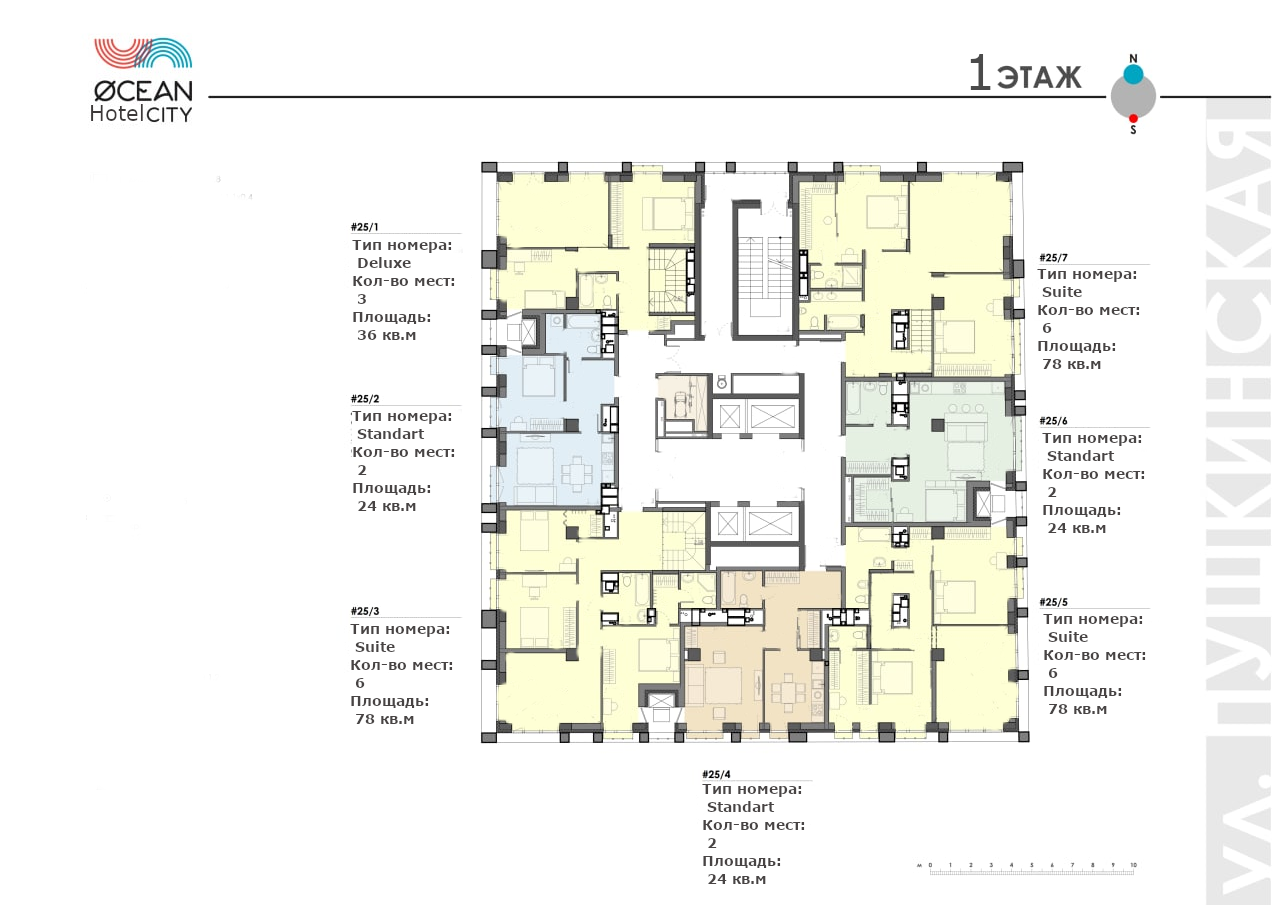 ØCEAN
HotelCITY
1 ЭТАЖ
N
S
#25/1
Тип номера:
Deluxe
Кол-во мест:
3
Площадь:
36 кв.м
#25/2
Тип номера:
Standart
Кол-во мест:
2
Площадь:
24 кв.м
#25/3
Тип номера:
Suite
Кол-во мест:
6
Площадь:
78 кв.м
#25/4
Тип номера:
Standart
Кол-во мест:
2
Площадь:
24 кв.м
#25/7
Тип номера:
Suite
Кол-во мест:
6
Площадь:
78 кв.м
#25/6
Тип номера:
Standart
Кол-во мест:
2
Площадь:
24 кв.м
#25/5
Тип номера:
Suite
Кол-во мест:
6
Площадь:
78 кв.м
м 0 1 2 3 4 5 6 7 8 9 10
УЛ. ПУШКИНСКАЯ